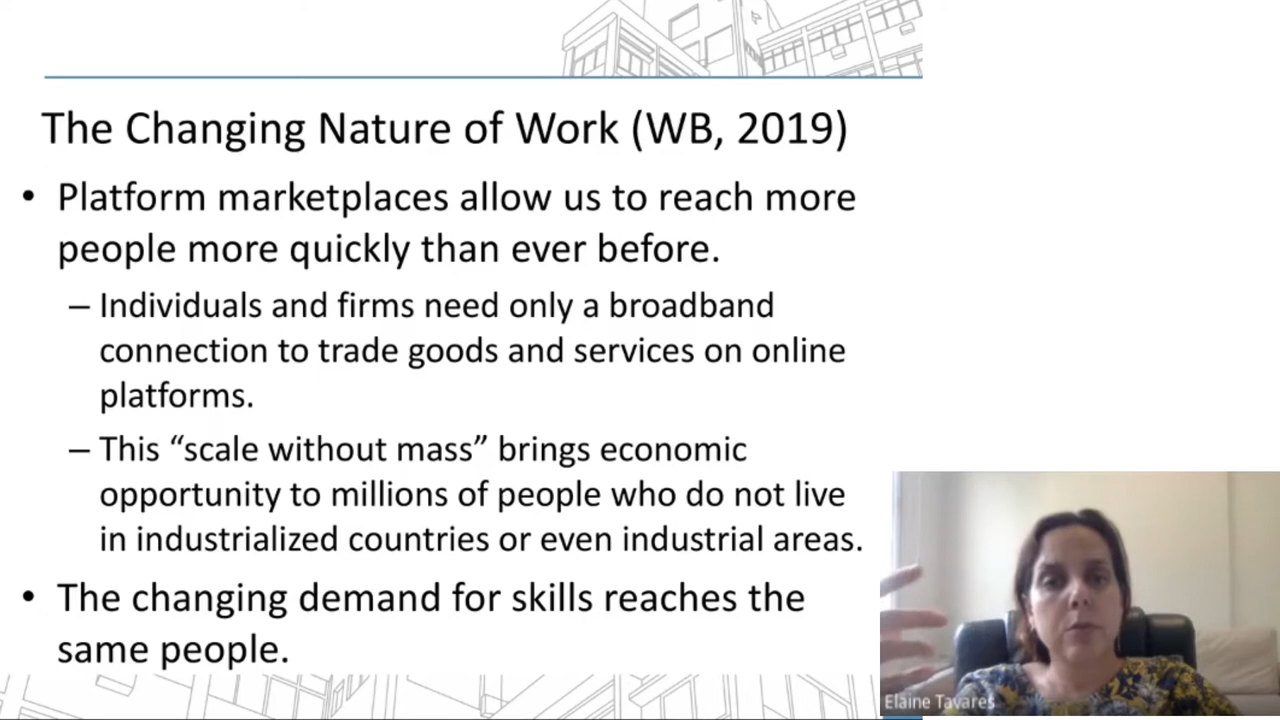 The Changing Nature of Work (WB, 2019)
• Platform marketplaces allow us to reach more
people more quickly than ever before.
– Individuals and firms need only a broadband
connection to trade goods and services on online
platforms.
– This “scale without mass” brings economic
opportunity to millions of people who do not live
in industrialized countries or even industrial areas.
• The changing demand for skills reaches the
same people.
Elaine Tavares